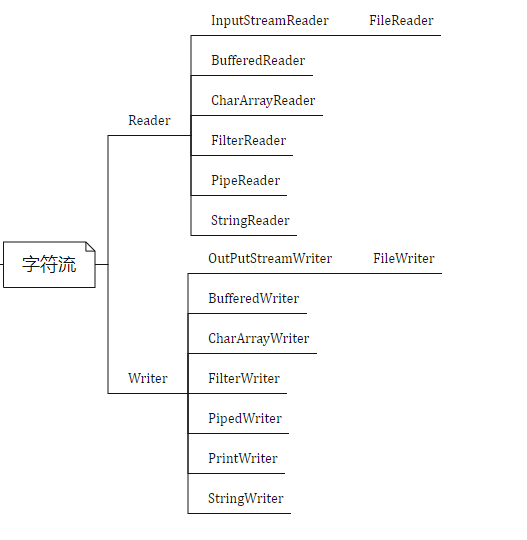 字符流
Reader
InputStreamReader
FileReader
BufferedReader
CharArrayReader
FilterReader
PipeReader
StringReader
Writer
OutPutStreamWriter
FileWriter
BufferedWriter
CharArrayWriter
FilterWriter
PipedWriter
PrintWriter
StringWriter